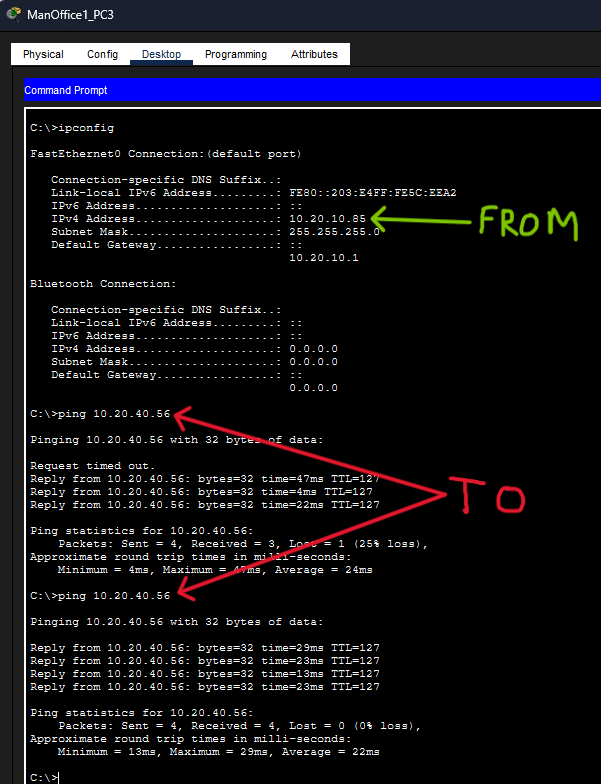 ManOffice1_PC3
Physical Config Desktop Programming Attributes
Command Prompt
C:\>ipconfig
FastEthernet0 Connection:(default port)
Connection-specific DNS Suffix..:
Link-local IPv6 Address.........: FE80::203:E4FF:FE5C:EEA2
IPv6 Address....................: ::
IPv4 Address....................: 10.20.10.85
FROM
Subnet Mask.....................: 255.255.255.0
Default Gateway.................: ::
10.20.10.1
Bluetooth Connection:
Connection-specific DNS Suffix..:
Link-local IPv6 Address.........: ::
IPv6 Address....................: ::
IPv4 Address....................: 0.0.0.0
Subnet Mask.....................: 0.0.0.0
Default Gateway.................: ::
0.0.0.0
C:\>ping 10.20.40.56
Pinging 10.20.40.56 with 32 bytes of data:
Request timed out.
Reply from 10.20.40.56: bytes=32 time=47ms TTL=127
Reply from 10.20.40.56: bytes=32 time=4ms TTL=127
TO
Reply from 10.20.40.56: bytes=32 time=22ms TTL=127
Ping statistics for 10.20.40.56:
Packets: Sent = 4, Received = 3, Lost = 1 (25% loss),
Approximate round trip times in milli-seconds:
Minimum = 4ms, Maximum = 47ms, Average = 24ms
C:\>ping 10.20.40.56
Pinging 10.20.40.56 with 32 bytes of data:
Reply from 10.20.40.56: bytes=32 time=29ms TTL=127
Reply from 10.20.40.56: bytes=32 time=23ms TTL=127
Reply from 10.20.40.56: bytes=32 time=13ms TTL=127
Reply from 10.20.40.56: bytes=32 time=23ms TTL=127
Ping statistics for 10.20.40.56:
Packets: Sent = 4, Received = 4, Lost = 0 (0% loss),
Approximate round trip times in milli-seconds:
Minimum = 13ms, Maximum = 29ms, Average = 22ms
C:\>